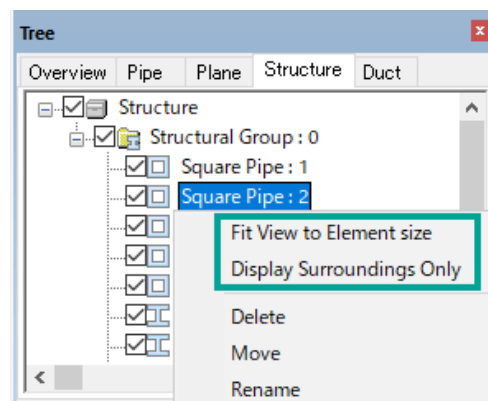 Tree
Overview Pipe Plane Structure Duct
Structure
Structural Group : 0
Square Pipe : 1
Square Pipe : 2
Fit View to Element size
Display Surroundings Only
Delete
Move
Rename